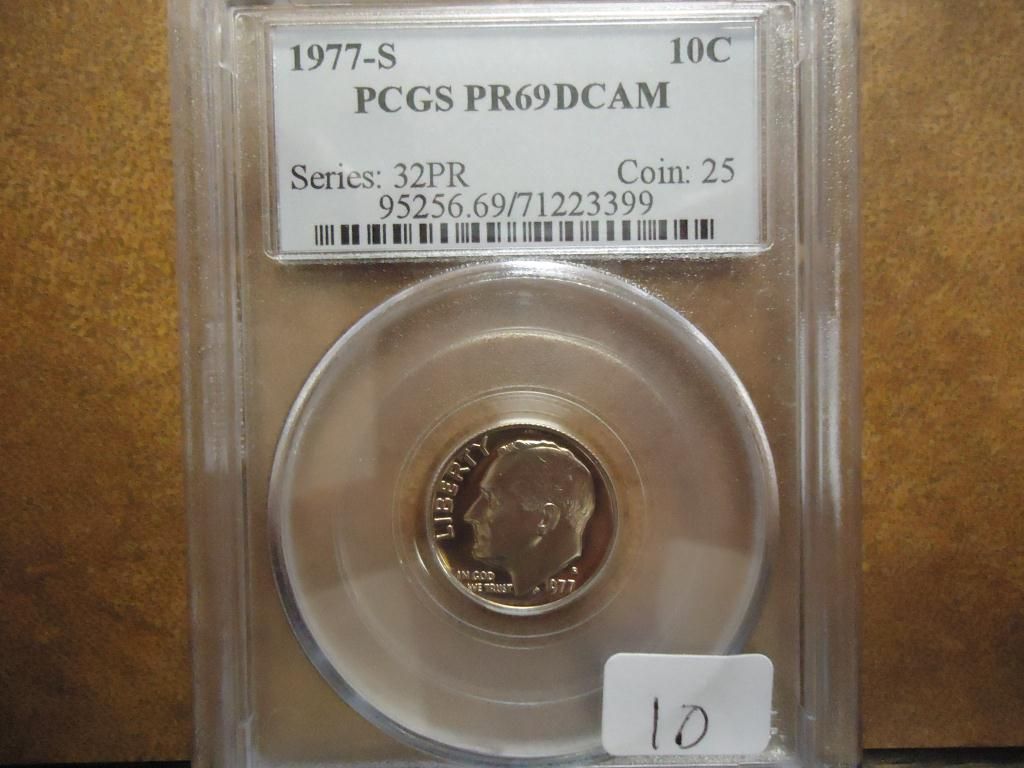 1977-S 10C
PCGS PR69DCAM
Series: 32PR Coin: 25
95256.69/71223399
LIBERTY
IN GOD
WE TRUST
S
1977
10